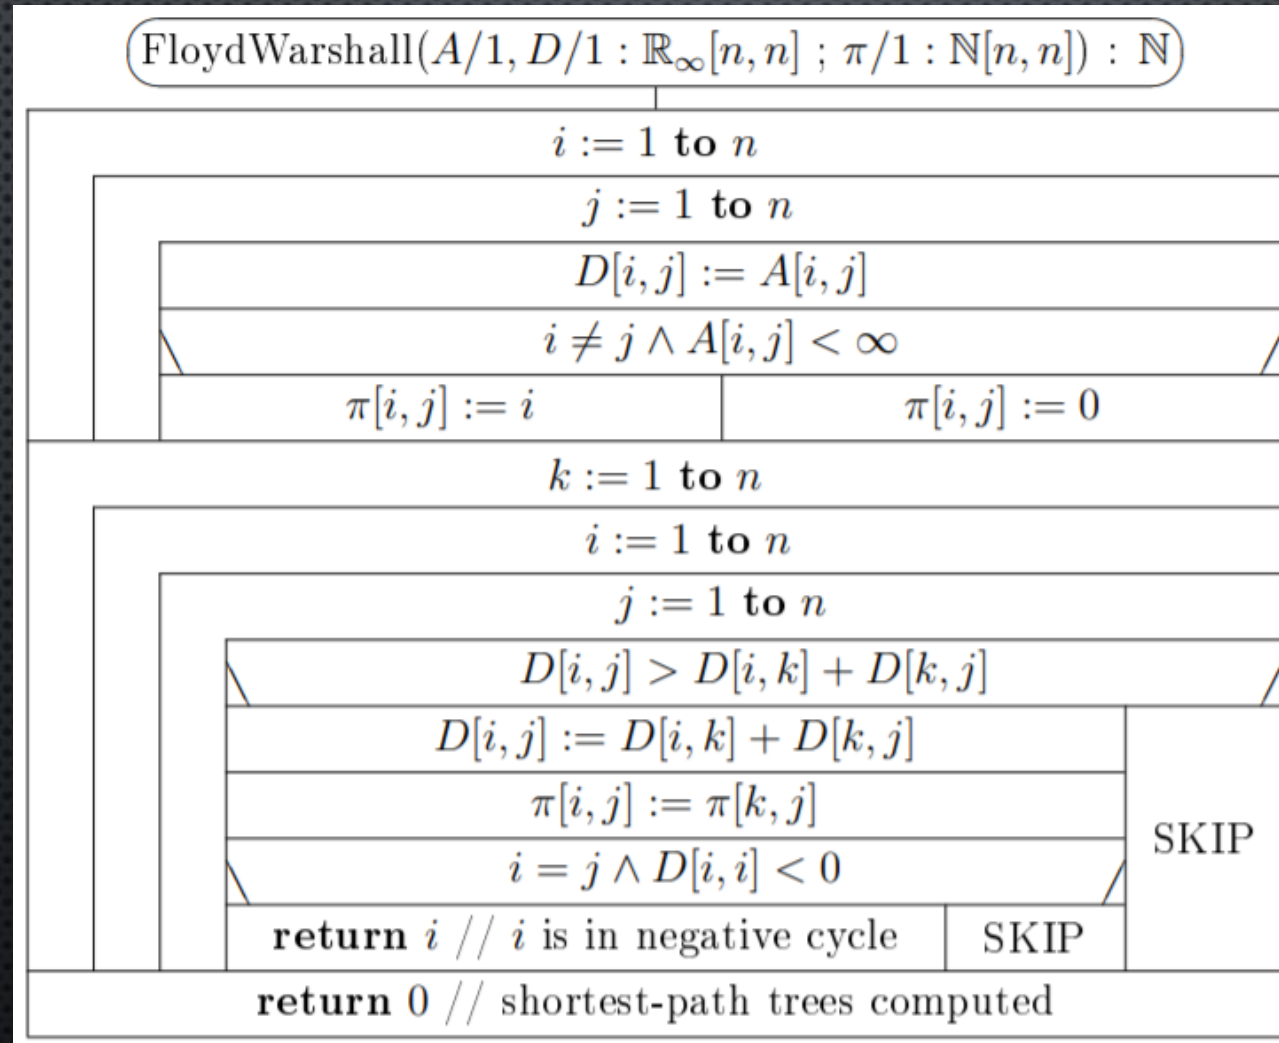 FloydWarshall(A/1, D/1 : ℝ∞[n, n] ; π/1 : ℕ[n, n]) : ℕ
i := 1 to n
j := 1 to n
D[i, j] := A[i, j]
i ≠ j ∧ A[i, j] < ∞
π[i, j] := i π[i, j] := 0
k := 1 to n
i := 1 to n
j := 1 to n
D[i, j] > D[i, k] + D[k, j]
D[i, j] := D[i, k] + D[k, j]
π[i, j] := π[k, j]
SKIP
i = j ∧ D[i, i] < 0
return i // i is in negative cycle SKIP
return 0 // shortest-path trees computed